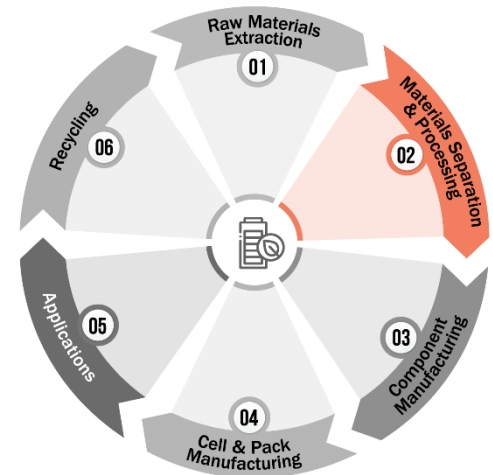 Raw Materials
Extraction
01
Materials Separation
& Processing
02
Component
Manufacturing
03
04
Cell & Pack
Manufacturing
Applications
05
Recycling
06